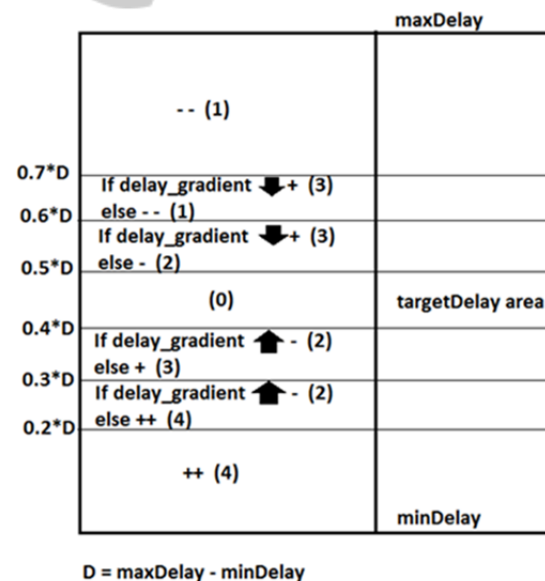 maxDelay
- - (1)
0.7*D
If delay_gradient ⬇+ (3)
else - - (1)
0.6*D
If delay_gradient ⬇+ (3)
else - (2)
0.5*D
(0)
targetDelay area
0.4*D
If delay_gradient ⬆ - (2)
else + (3)
0.3*D
If delay_gradient ⬆ - (2)
else ++ (4)
0.2*D
++ (4)
minDelay
D = maxDelay - minDelay